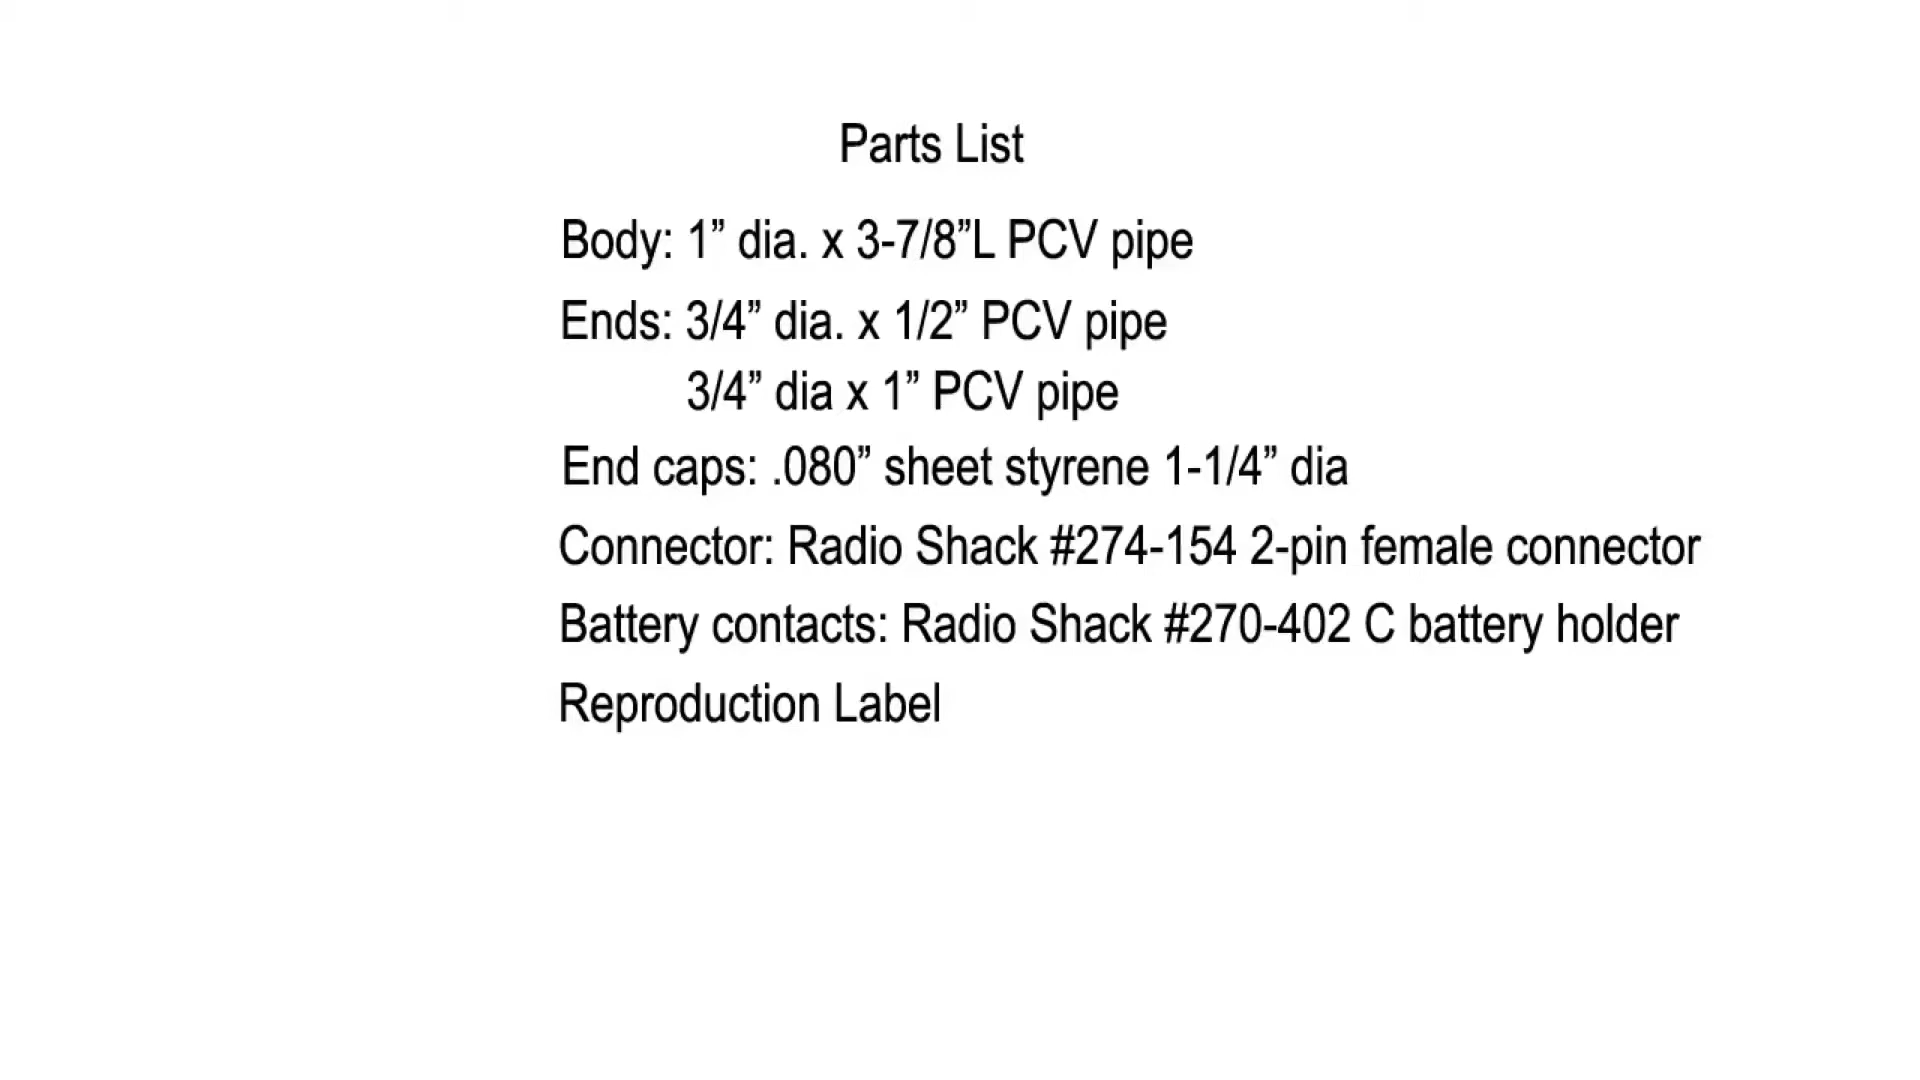 Parts List
Body: 1” dia. x 3-7/8”L PCV pipe
Ends: 3/4” dia. x 1/2” PCV pipe
3/4” dia x 1” PCV pipe
End caps: .080” sheet styrene 1-1/4” dia
Connector: Radio Shack #274-154 2-pin female connector
Battery contacts: Radio Shack #270-402 C battery holder
Reproduction Label